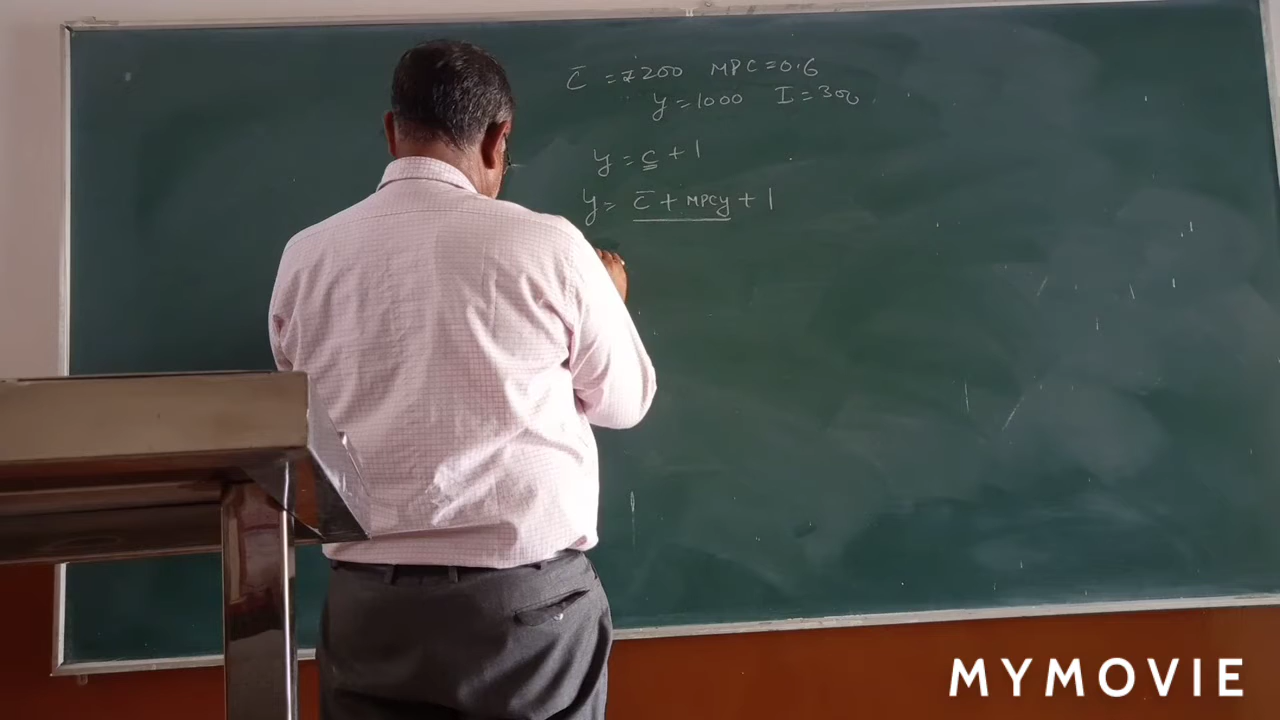 C̄ = ₹200 MPC = 0.6
y = 1000 I = 300
y = C + I
y = C̄ + MPCy + I
MYMOVIE